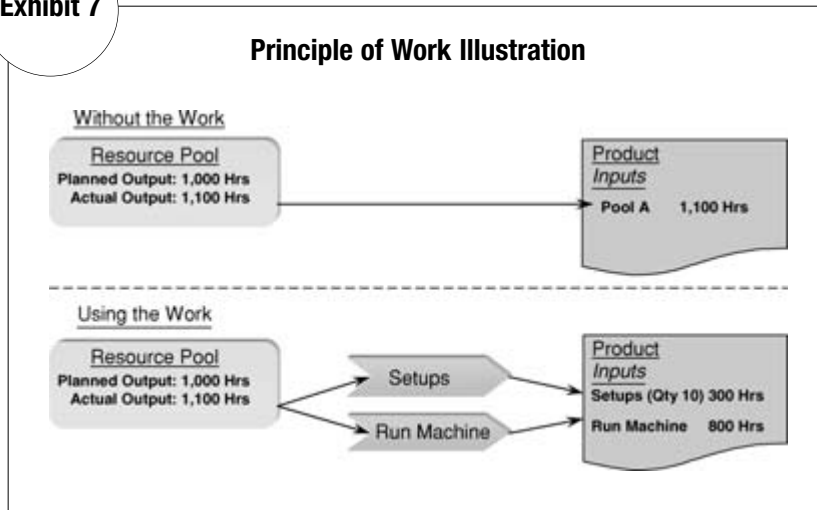 Exhibit 7
Principle of Work Illustration
Without the Work
Resource Pool
Planned Output: 1,000 Hrs
Actual Output: 1,100 Hrs
Product
Inputs
Pool A 1,100 Hrs
Using the Work
Resource Pool
Planned Output: 1,000 Hrs
Actual Output: 1,100 Hrs
Setups
Run Machine
Product
Inputs
Setups (Qty 10) 300 Hrs
Run Machine 800 Hrs